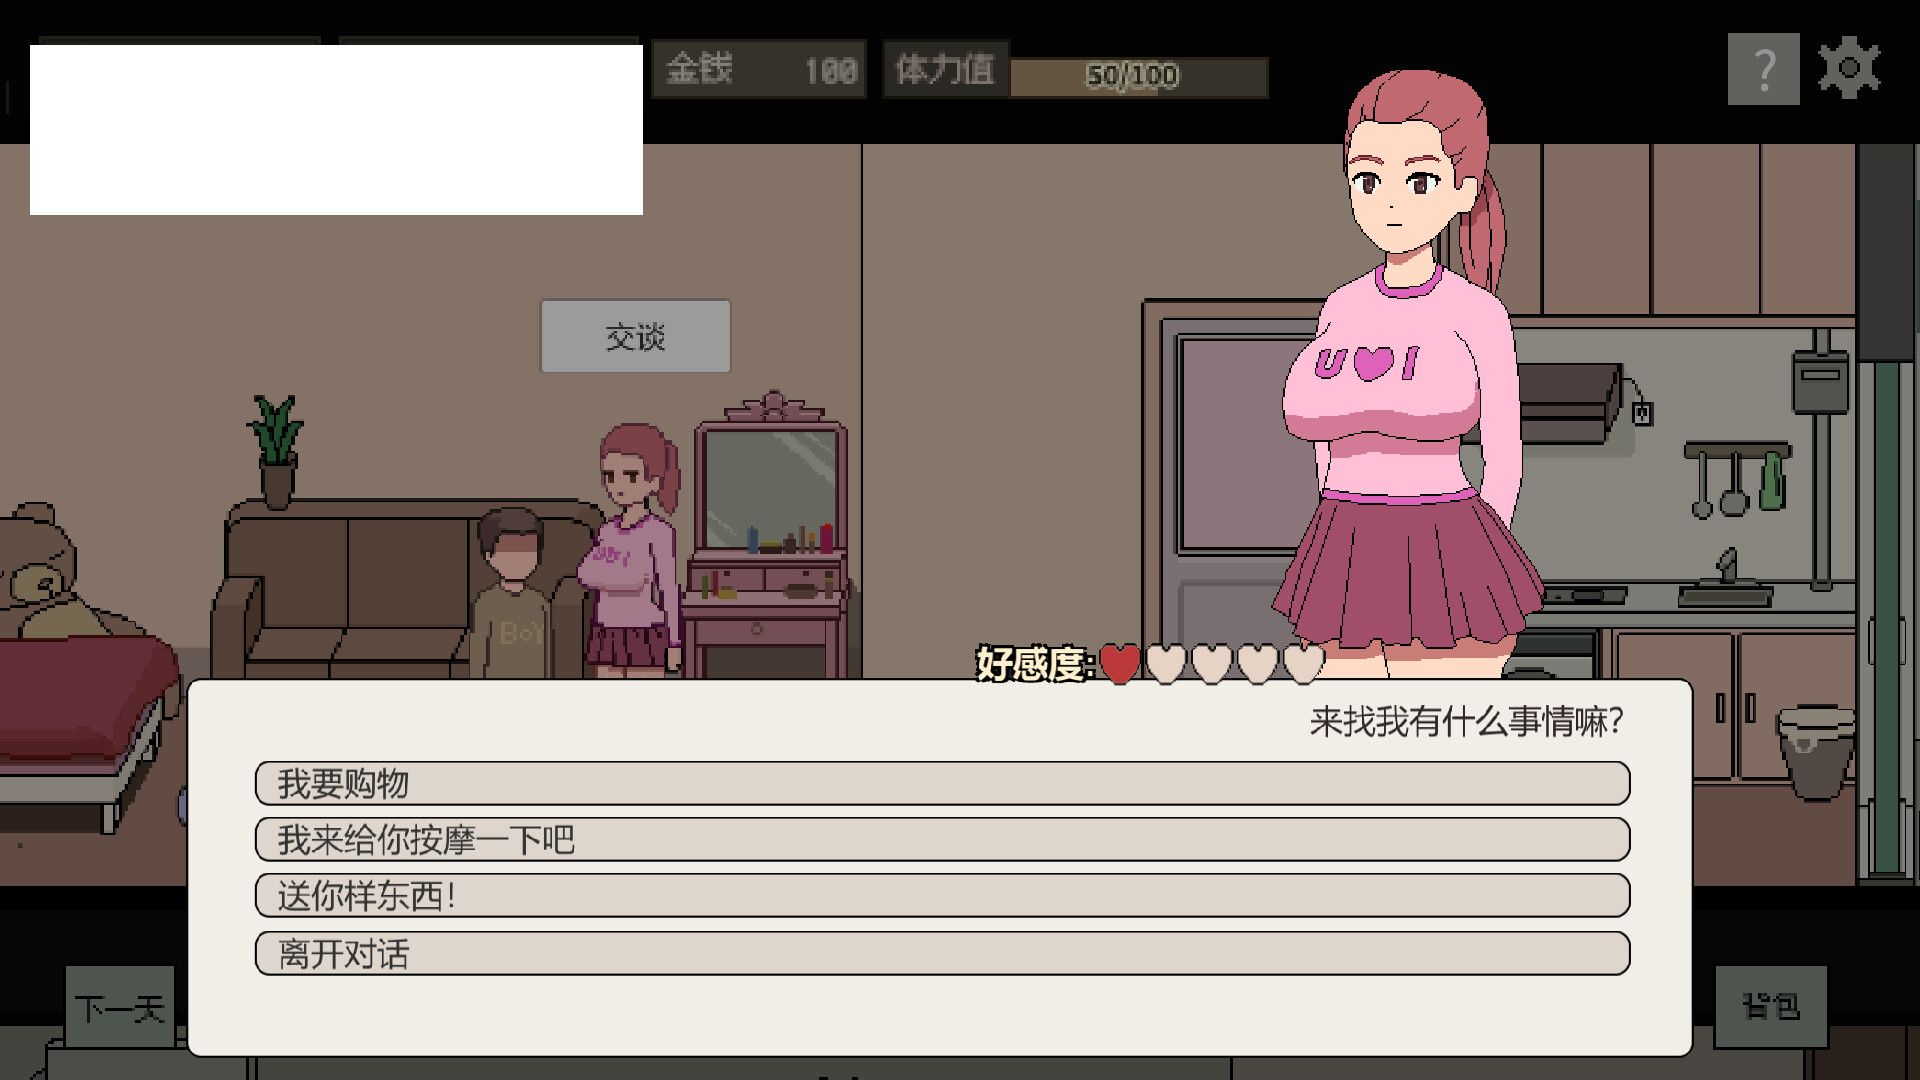 金钱 100 体力值 50/100
?
U I
交谈
BoY
好感度:
来找我有什么事情嘛?
我要购物
我来给你按摩一下吧
送你样东西!
离开对话
下一天
背包